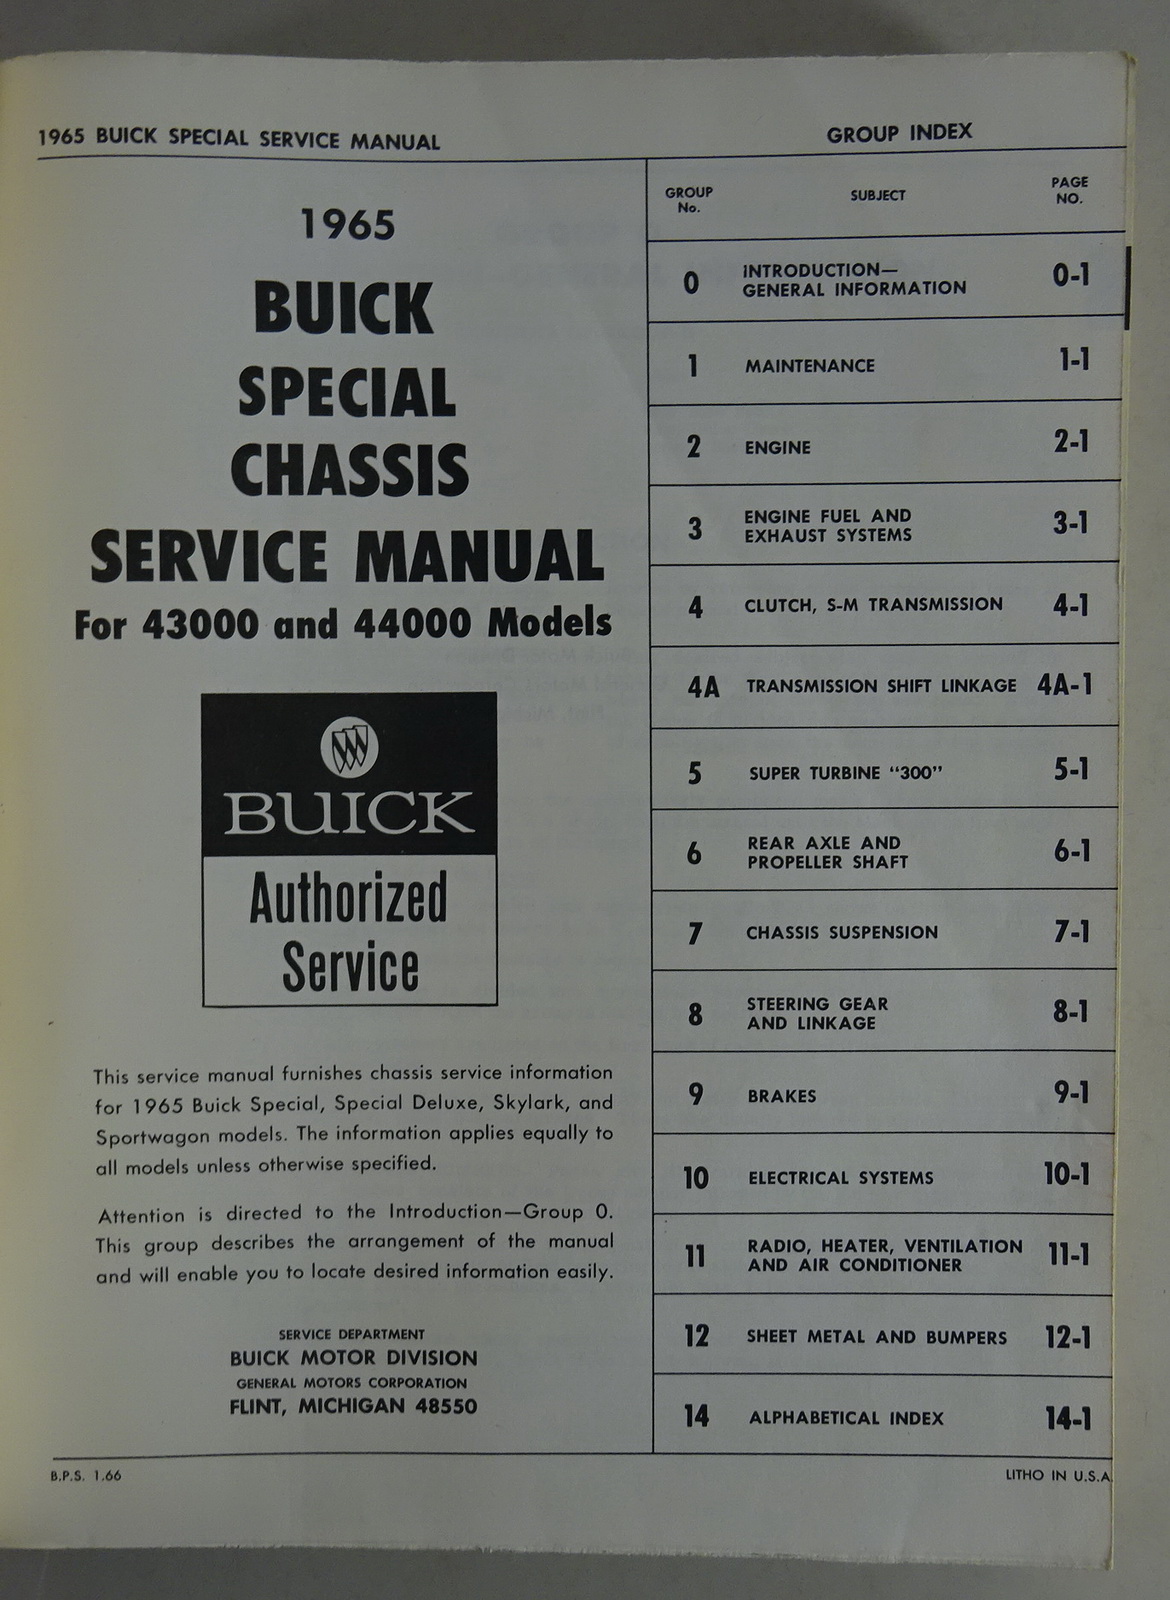 1965 BUICK SPECIAL SERVICE MANUAL
GROUP INDEX
1965
BUICK
SPECIAL
CHASSIS
SERVICE MANUAL
For 43000 and 44000 Models
BUICK
Authorized
Service
This service manual furnishes chassis service information
for 1965 Buick Special, Special Deluxe, Skylark, and
Sportwagon models. The information applies equally to
all models unless otherwise specified.
Attention is directed to the Introduction—Group 0.
This group describes the arrangement of the manual
and will enable you to locate desired information easily.
SERVICE DEPARTMENT
BUICK MOTOR DIVISION
GENERAL MOTORS CORPORATION
FLINT, MICHIGAN 48550
GROUP No. SUBJECT PAGE NO.
0 INTRODUCTION—
GENERAL INFORMATION 0-1
1 MAINTENANCE 1-1
2 ENGINE 2-1
3 ENGINE FUEL AND
EXHAUST SYSTEMS 3-1
4 CLUTCH, S-M TRANSMISSION 4-1
4A TRANSMISSION SHIFT LINKAGE 4A-1
5 SUPER TURBINE “300” 5-1
6 REAR AXLE AND
PROPELLER SHAFT 6-1
7 CHASSIS SUSPENSION 7-1
8 STEERING GEAR
AND LINKAGE 8-1
9 BRAKES 9-1
10 ELECTRICAL SYSTEMS 10-1
11 RADIO, HEATER, VENTILATION
AND AIR CONDITIONER 11-1
12 SHEET METAL AND BUMPERS 12-1
14 ALPHABETICAL INDEX 14-1
B.P.S. 1.66
LITHO IN U.S.A